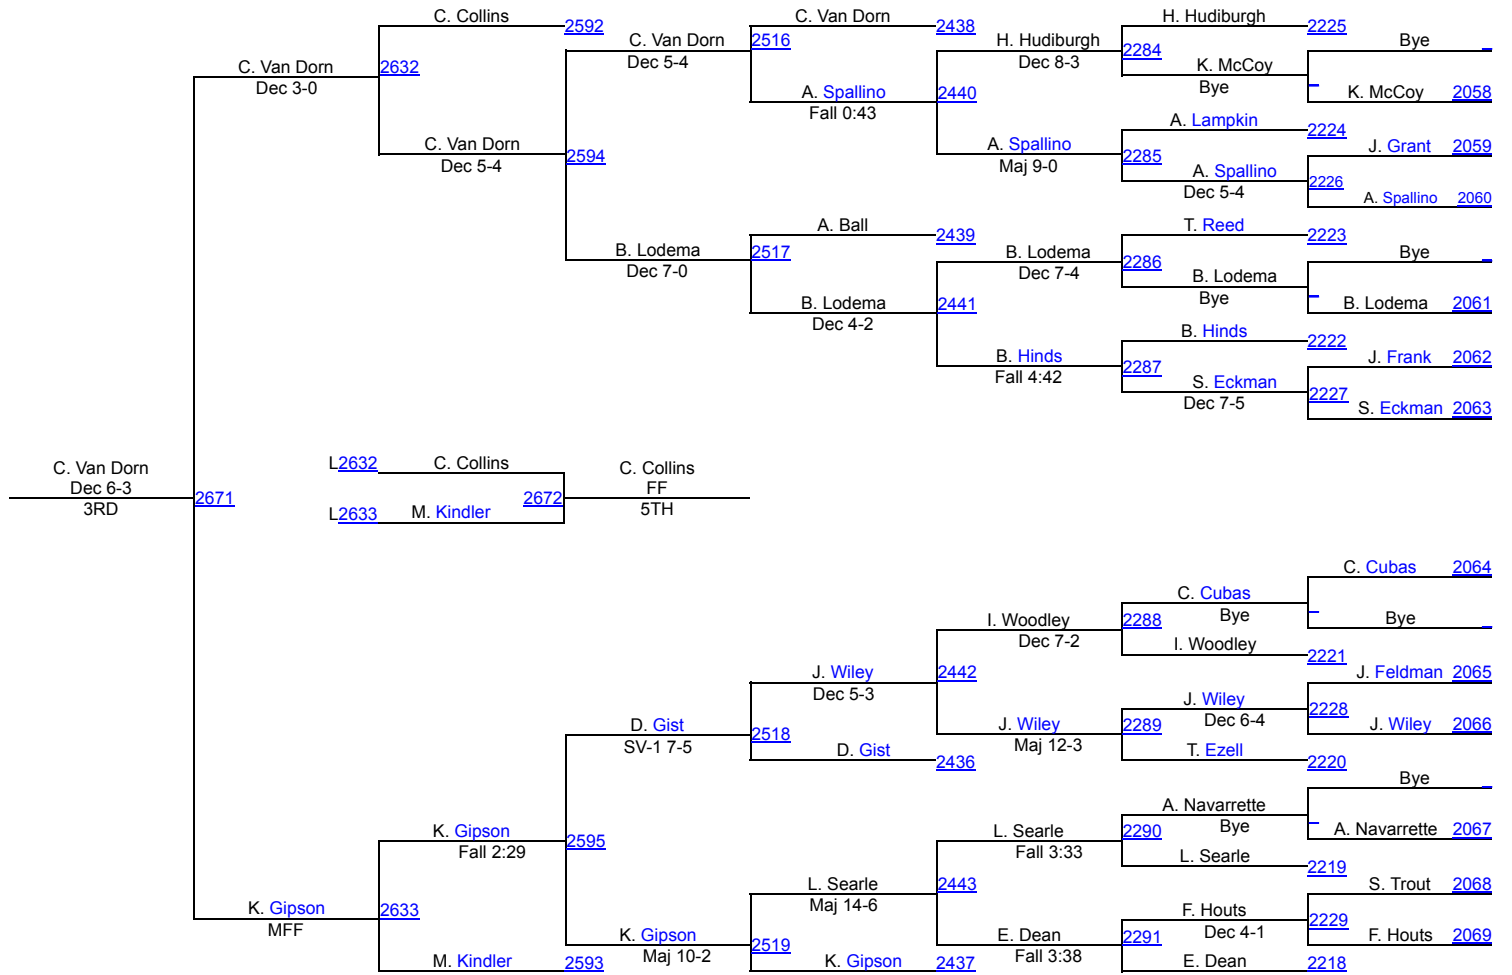 C. Collins
2592
C. Van Dorn
Dec 3-0
2632
C. Van Dorn
Dec 5-4
2594
C. Van Dorn
Dec 5-4
2516
C. Van Dorn
2438
A. Spallino
Fall 0:43
2440
H. Hudiburgh
Dec 8-3
2284
H. Hudiburgh
2225
K. McCoy
Bye
Bye
K. McCoy 2058
A. Spallino
Maj 9-0
2285
A. Lampkin
2224
A. Spallino
Dec 5-4
2226
J. Grant 2059
A. Spallino 2060
B. Lodema
Dec 7-0
2517
A. Ball
2439
B. Lodema
Dec 4-2
2441
B. Lodema
Dec 7-4
2286
T. Reed
2223
B. Lodema
Bye
Bye
B. Lodema 2061
B. Hinds
Fall 4:42
2287
B. Hinds
2222
S. Eckman
Dec 7-5
2227
J. Frank 2062
S. Eckman 2063
C. Van Dorn
Dec 6-3
3RD
2671
L2632 C. Collins
L2633 M. Kindler
2672
C. Collins
FF
5TH
C. Cubas 2064
Bye
C. Cubas
Bye
2288
I. Woodley
2221
I. Woodley
Dec 7-2
2442
J. Wiley
Dec 5-3
J. Feldman 2065
J. Wiley 2066
2228
J. Wiley
Dec 6-4
2289
T. Ezell
2220
J. Wiley
Maj 12-3
D. Gist
SV-1 7-5
2518
D. Gist
2436
K. Gipson
Fall 2:29
2595
Bye
A. Navarrette 2067
A. Navarrette
Bye
2290
L. Searle
2219
L. Searle
Fall 3:33
2443
L. Searle
Maj 14-6
S. Trout 2068
F. Houts 2069
2229
F. Houts
Dec 4-1
2291
E. Dean
2218
E. Dean
Fall 3:38
K. Gipson
Maj 10-2
2519
K. Gipson
2437
K. Gipson
MFF
2633
M. Kindler
2593